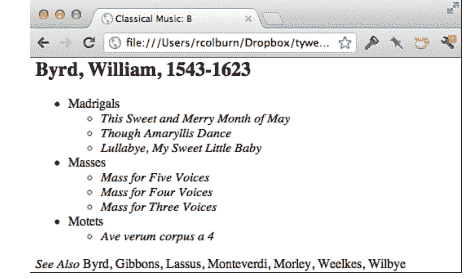 Classical Music: B
file:///Users/rcolburn/Dropbox/tywe...
Byrd, William, 1543-1623
Madrigals
This Sweet and Merry Month of May
Though Amaryllis Dance
Lullabye, My Sweet Little Baby
Masses
Mass for Five Voices
Mass for Four Voices
Mass for Three Voices
Motets
Ave verum corpus a 4
See Also Byrd, Gibbons, Lassus, Monteverdi, Morley, Weelkes, Wilbye